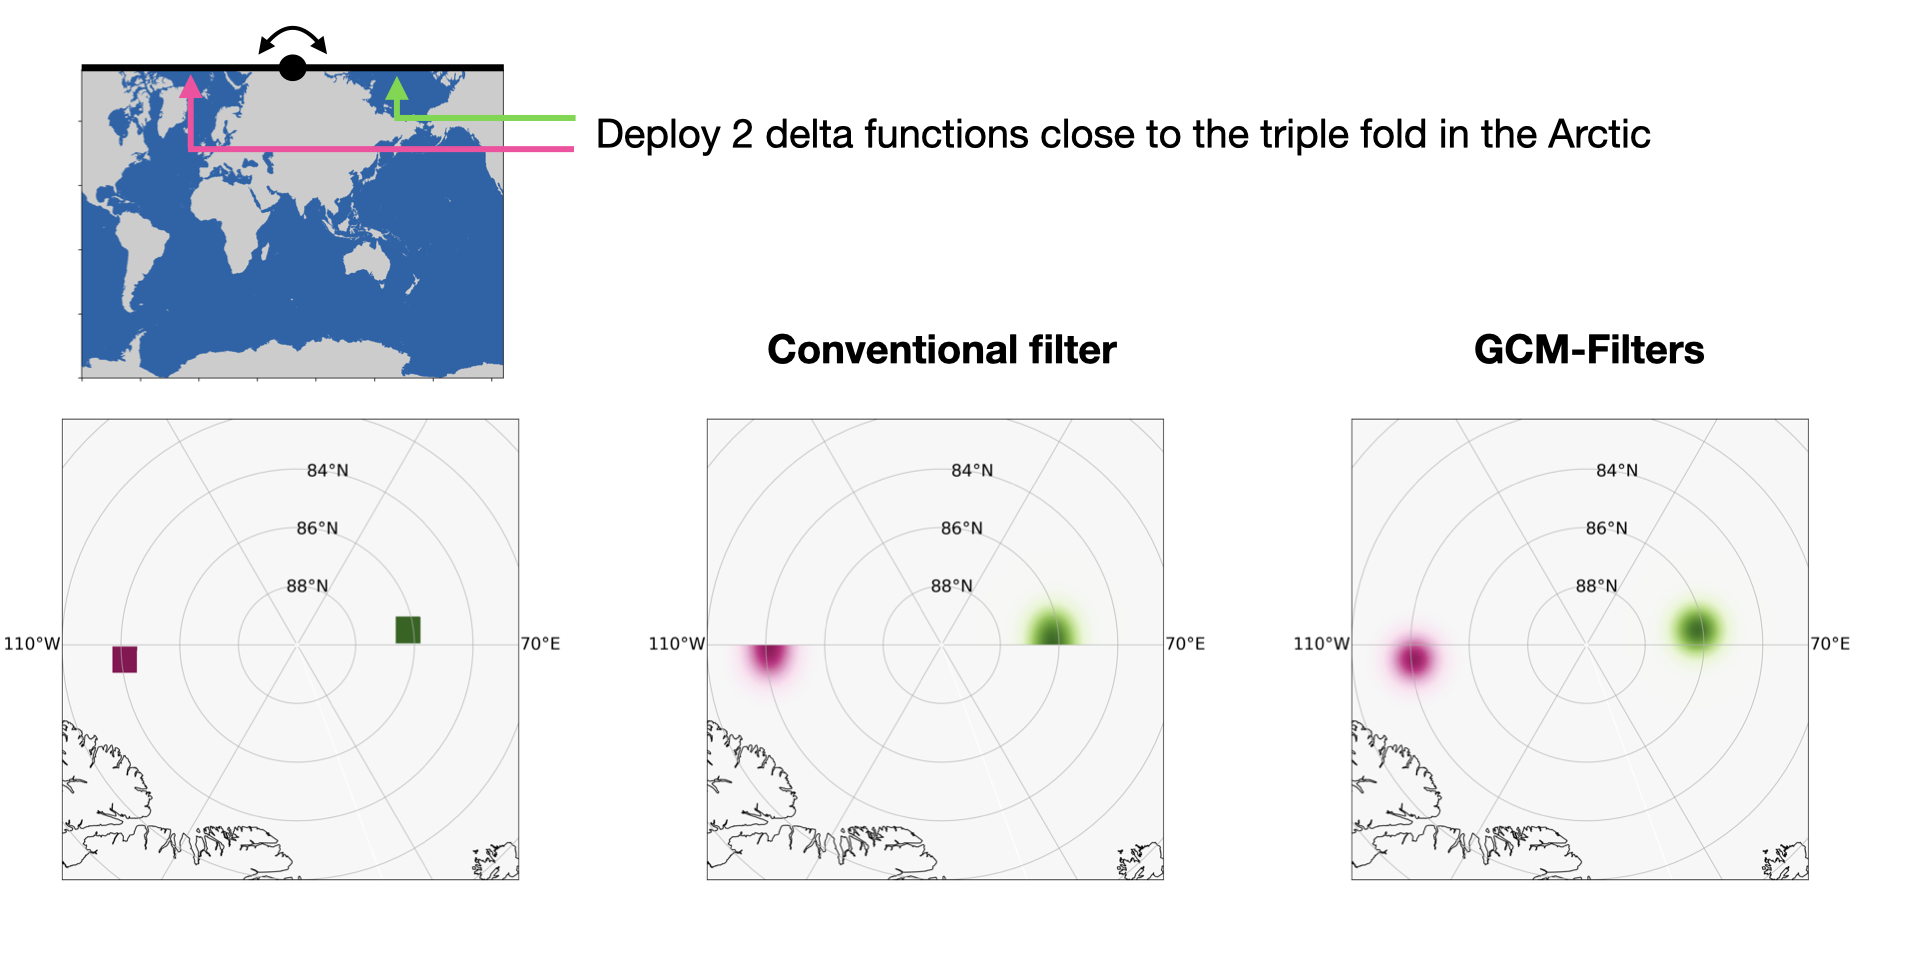 Deploy 2 delta functions close to the triple fold in the Arctic
Conventional filter
GCM-Filters
84°N
86°N
88°N
110°W
70°E
84°N
86°N
88°N
110°W
70°E
84°N
86°N
88°N
110°W
70°E